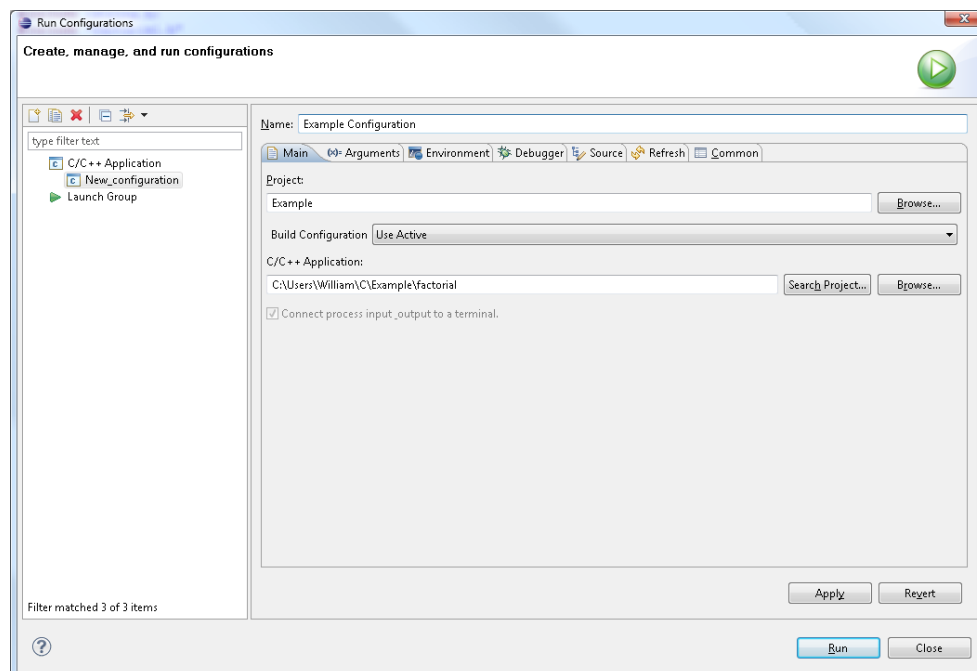 Run Configurations
Create, manage, and run configurations
type filter text
C/C++ Application
New_configuration
Launch Group
Filter matched 3 of 3 items
Name: Example Configuration
Main (x)= Arguments Environment Debugger Source Refresh Common
Project:
Example Browse...
Build Configuration Use Active
C/C++ Application:
C:\Users\William\C\Example\factorial Search Project... Browse...
Connect process input_output to a terminal.
Apply Revert
Run Close